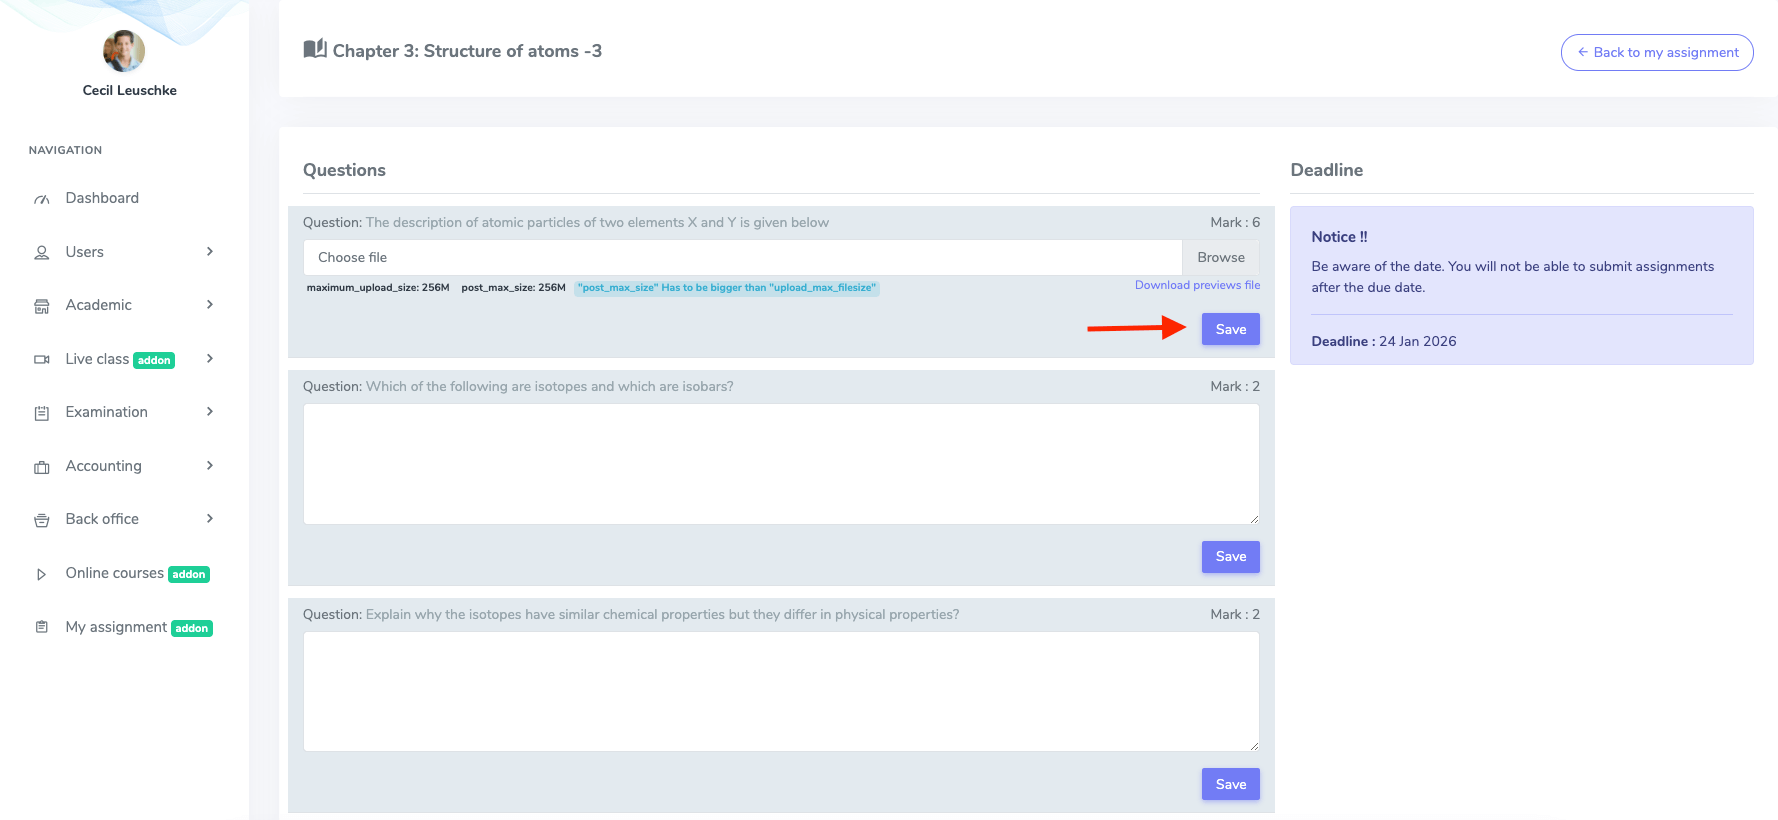 Cecil Leuschke
NAVIGATION
Dashboard
Users
Academic
Live class addon
Examination
Accounting
Back office
Online courses addon
My assignment addon
Chapter 3: Structure of atoms -3
← Back to my assignment
Questions
Question: The description of atomic particles of two elements X and Y is given below Mark : 6
Choose file Browse
maximum_upload_size: 256M post_max_size: 256M "post_max_size" Has to be bigger than "upload_max_filesize" Download previews file
Save
Question: Which of the following are isotopes and which are isobars? Mark : 2
Save
Question: Explain why the isotopes have similar chemical properties but they differ in physical properties? Mark : 2
Save
Deadline
Notice !!
Be aware of the date. You will not be able to submit assignments
after the due date.
Deadline : 24 Jan 2026